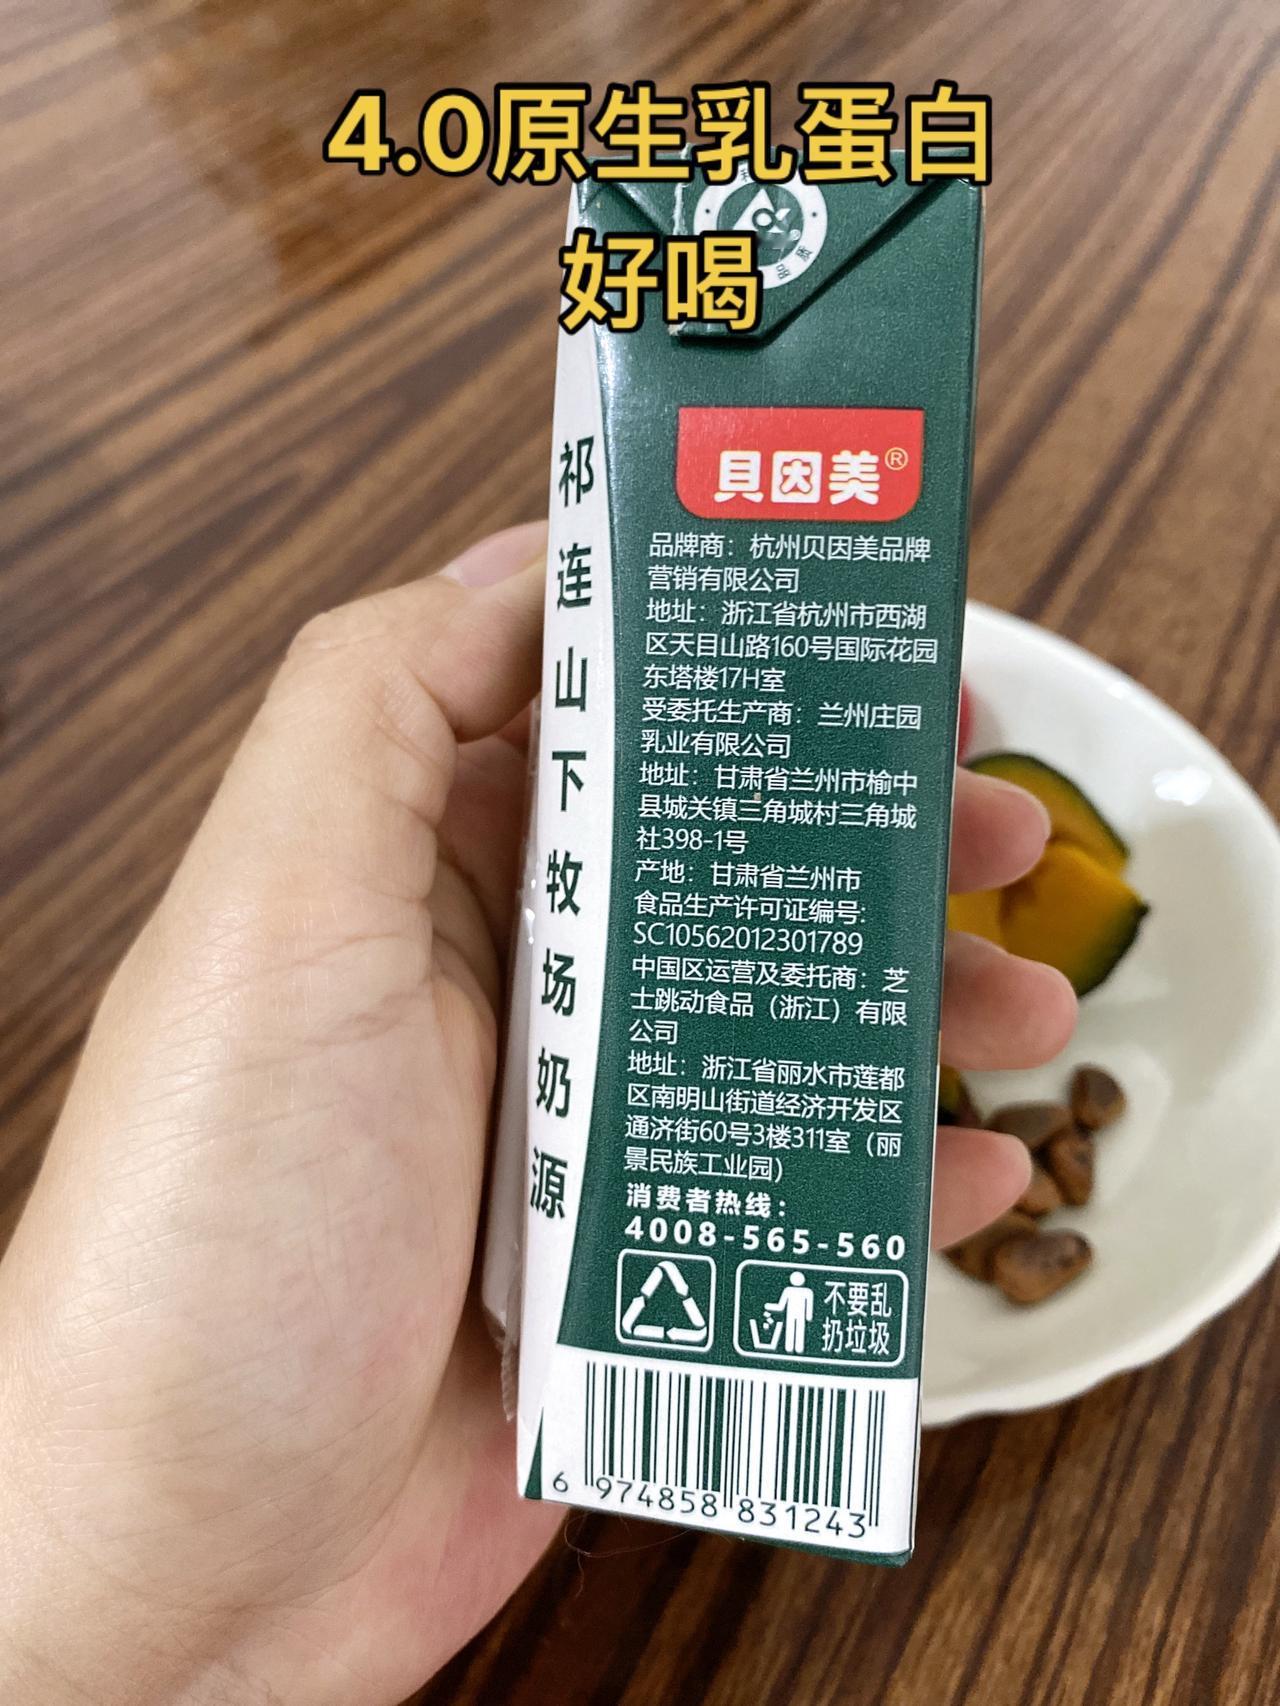 4.0原生乳蛋白
好喝
祁连山下牧场奶源
貝因美®
品牌商：杭州贝因美品牌
营销有限公司
地址：浙江省杭州市西湖
区天目山路160号国际花园
东塔楼17H室
受委托生产商：兰州庄园
乳业有限公司
地址：甘肃省兰州市榆中
县城关镇三角城村三角城
社398-1号
产地：甘肃省兰州市
食品生产许可证编号:
SC10562012301789
中国区运营及委托商：芝
士跳动食品（浙江）有限
公司
地址：浙江省丽水市莲都
区南明山街道经济开发区
通济街60号3楼311室（丽
景民族工业园）
消费者热线：
4008-565-560
不要乱
扔垃圾
6 974858 831243